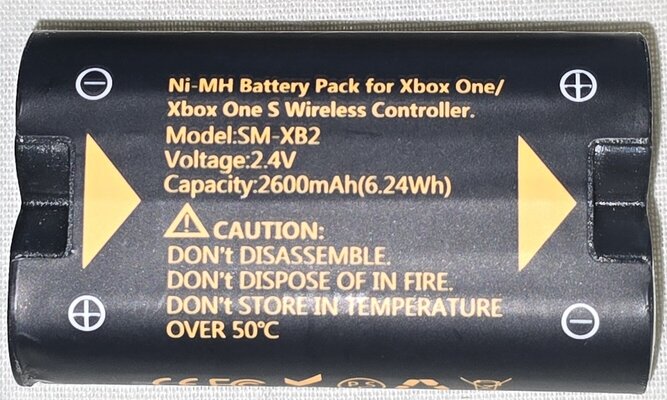 Ni-MH Battery Pack for Xbox One/
Xbox One S Wireless Controller.
Model:SM-XB2
Voltage:2.4V
Capacity:2600mAh(6.24Wh)
CAUTION:
DON't DISASSEMBLE.
DON't DISPOSE OF IN FIRE.
DON't STORE IN TEMPERATURE
OVER 50℃